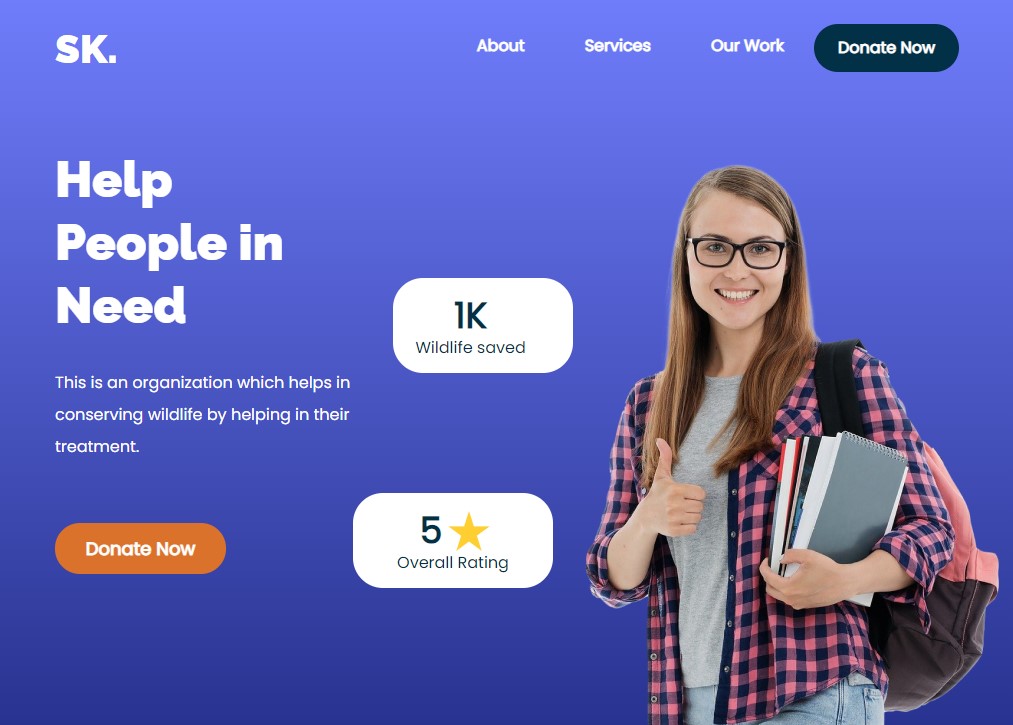 SK.
About
Services
Our Work
Donate Now
Help
People in
Need
This is an organization which helps in
conserving wildlife by helping in their
treatment.
Donate Now
1K
Wildlife saved
5
Overall Rating